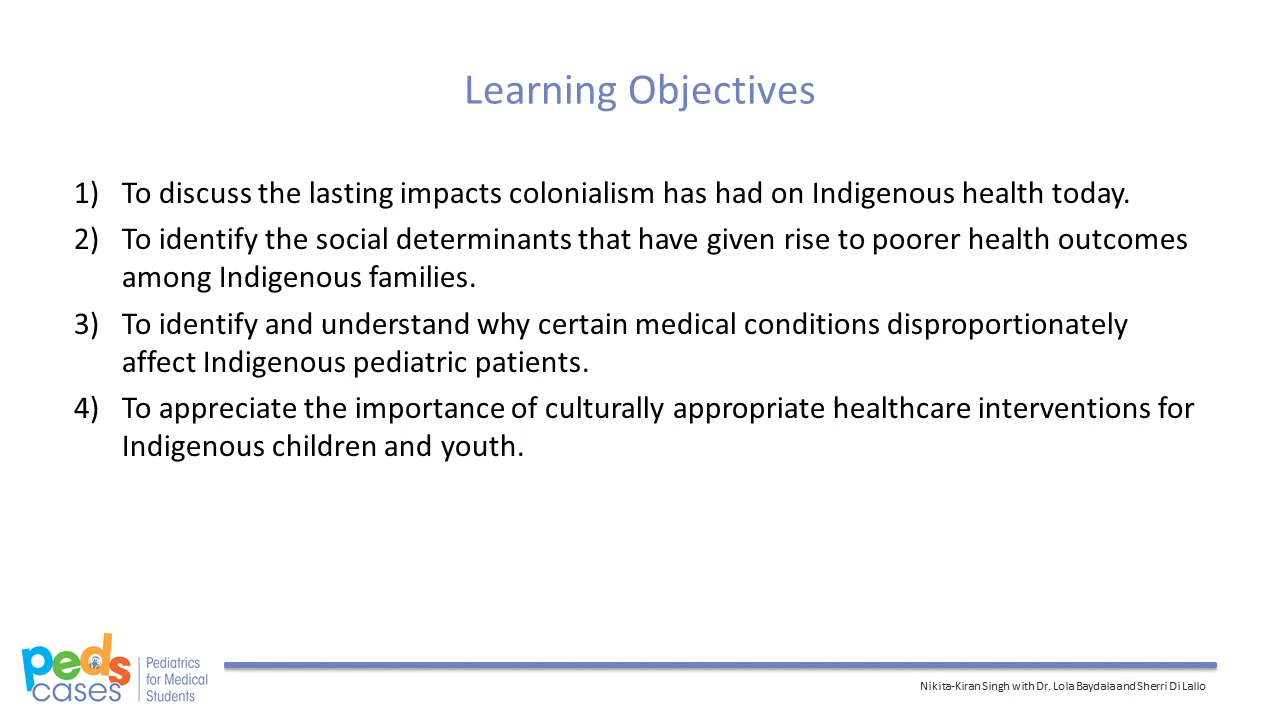 Learning Objectives
1) To discuss the lasting impacts colonialism has had on Indigenous health today.
2) To identify the social determinants that have given rise to poorer health outcomes
among Indigenous families.
3) To identify and understand why certain medical conditions disproportionately
affect Indigenous pediatric patients.
4) To appreciate the importance of culturally appropriate healthcare interventions for
Indigenous children and youth.
peds
cases
Pediatrics
for Medical
Students
Nikita-Kiran Singh with Dr. Lola Baydala and Sherri Di Lallo